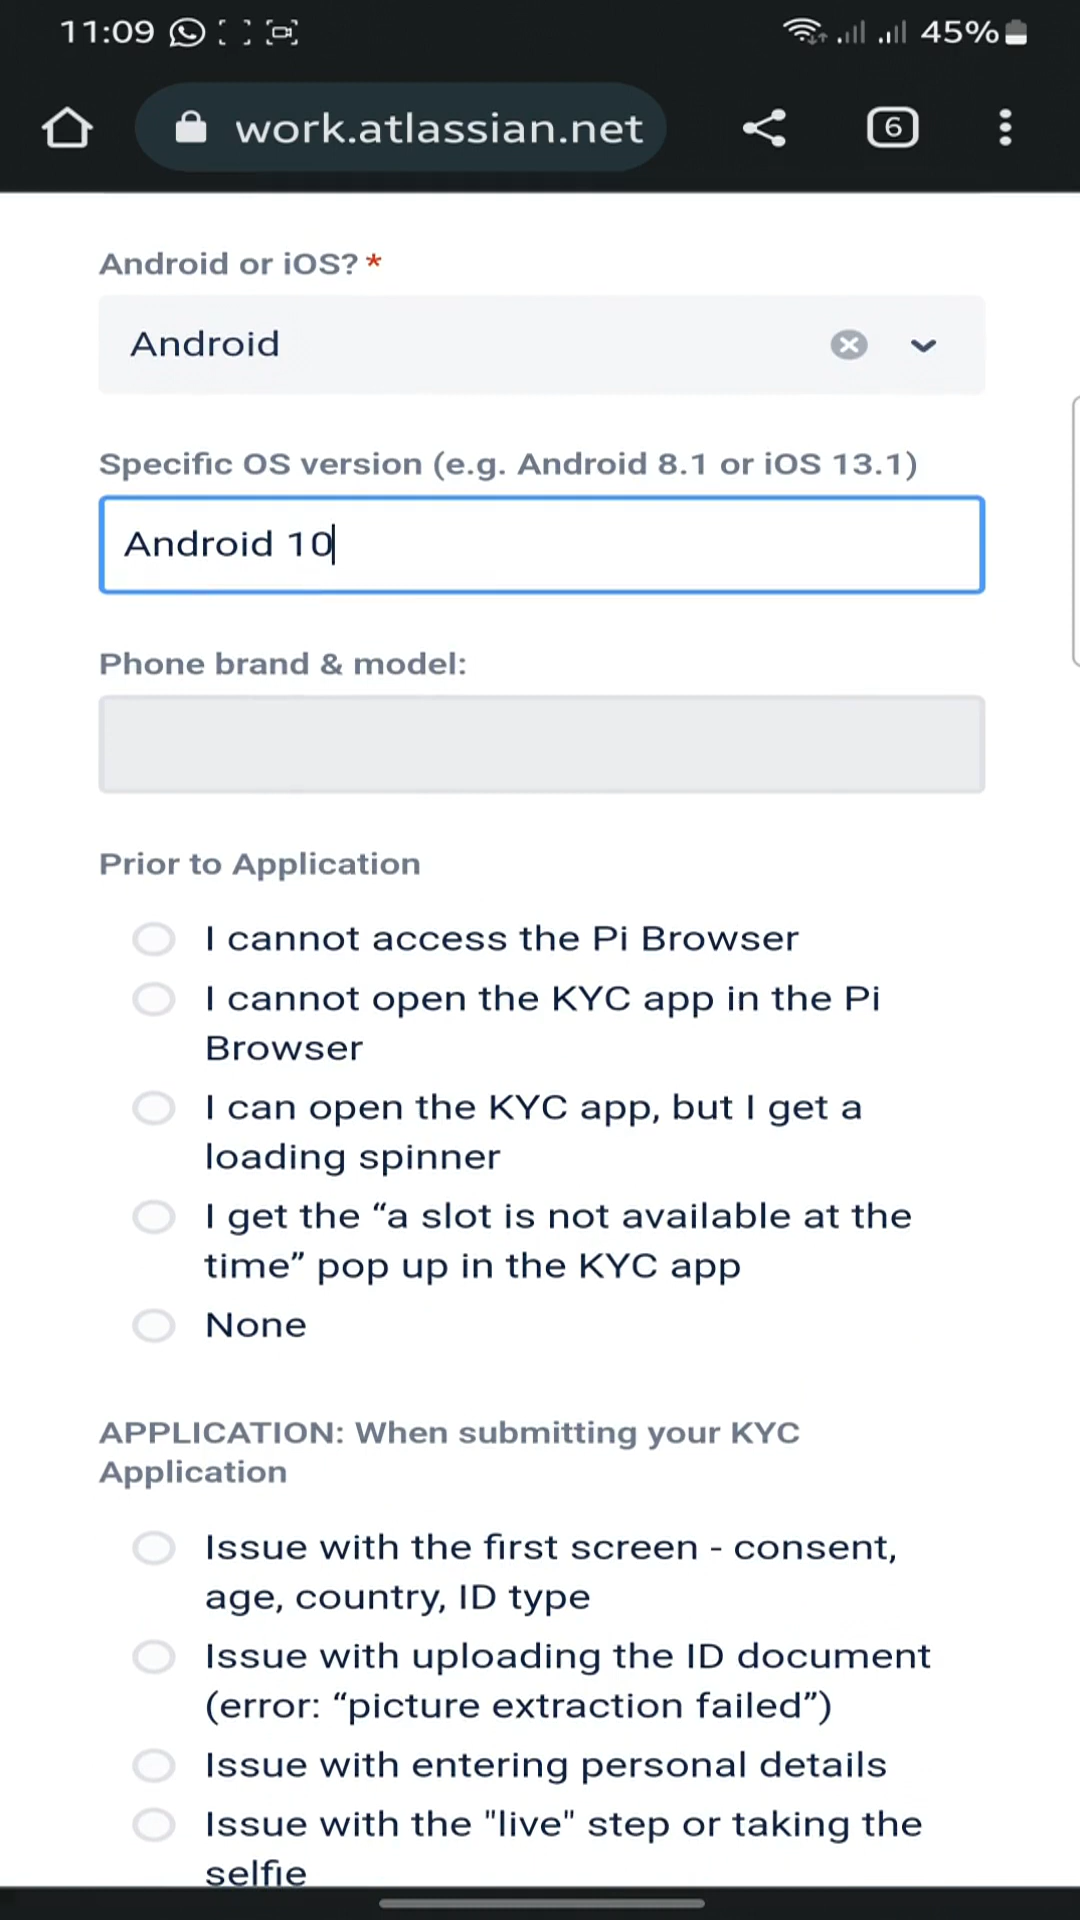 11:09
45%
work.atlassian.net
6
Android or iOS? *
Android
Specific OS version (e.g. Android 8.1 or iOS 13.1)
Android 10
Phone brand & model:
Prior to Application
I cannot access the Pi Browser
I cannot open the KYC app in the Pi
Browser
I can open the KYC app, but I get a
loading spinner
I get the “a slot is not available at the
time” pop up in the KYC app
None
APPLICATION: When submitting your KYC
Application
Issue with the first screen - consent,
age, country, ID type
Issue with uploading the ID document
(error: “picture extraction failed”)
Issue with entering personal details
Issue with the "live" step or taking the
selfie